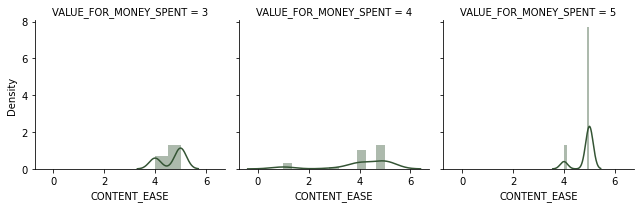 VALUE_FOR_MONEY_SPENT = 3 VALUE_FOR_MONEY_SPENT = 4 VALUE_FOR_MONEY_SPENT = 5
8
6
4
2
0
Density
0 2 4 6 0 2 4 6 0 2 4 6
CONTENT_EASE CONTENT_EASE CONTENT_EASE